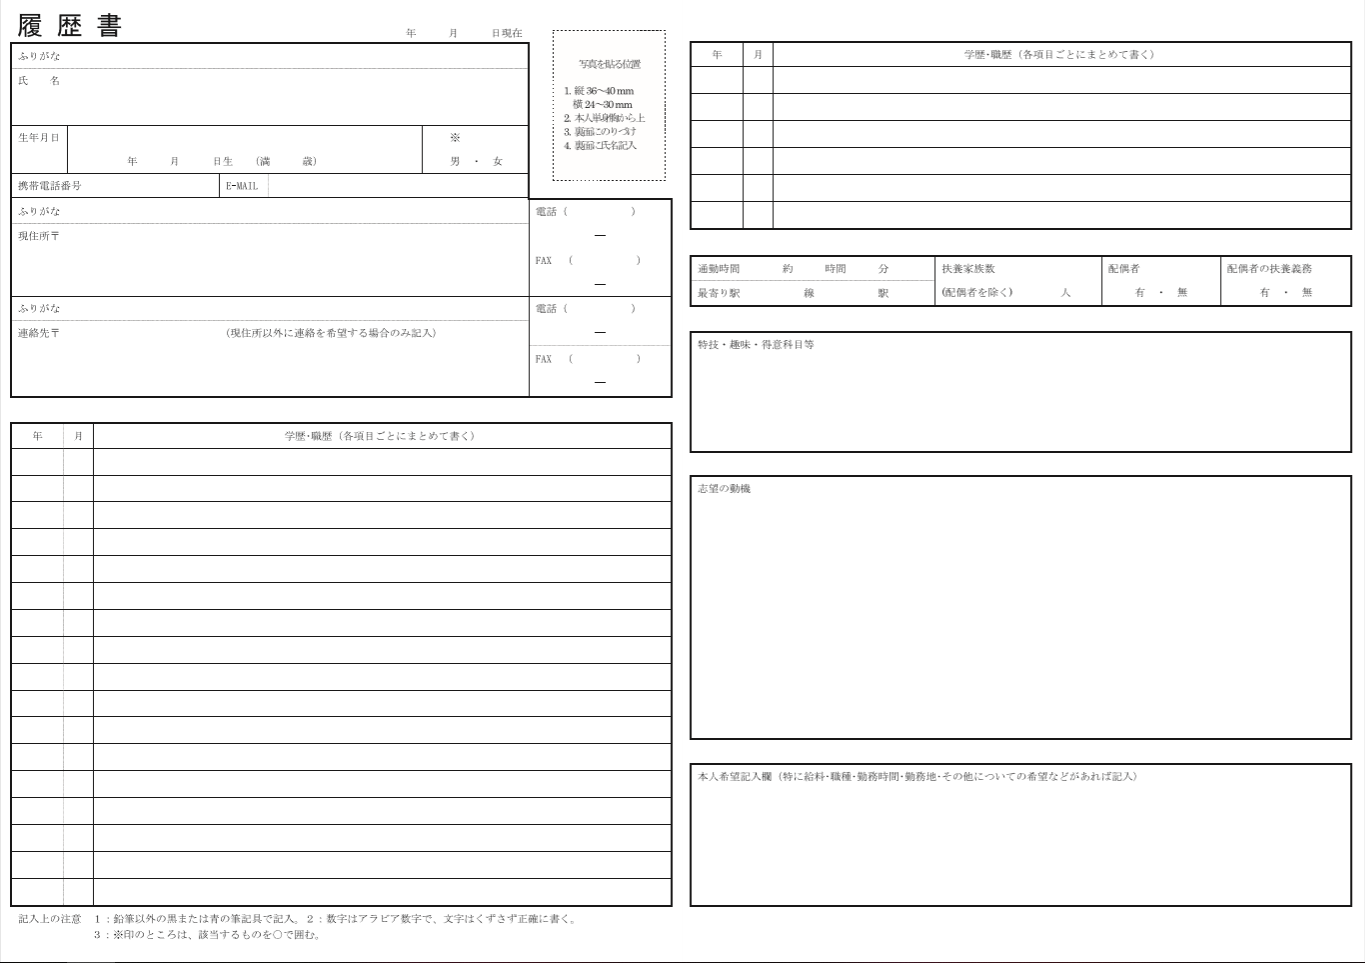 履歴書
年　　月　　日現在
ふりがな
氏　名
写真を貼る位置
1. 縦36～40mm
横24～30mm
2. 本人単身胸から上
3. 裏面にのりづけ
4. 裏面に氏名記入
生年月日
年　　月　　日生　（満　　歳）
※
男　・　女
携帯電話番号
E-MAIL
ふりがな
現住所〒
電話（　　　　）
―
FAX　（　　　　）
―
ふりがな
連絡先〒　（現住所以外に連絡を希望する場合のみ記入）
電話（　　　　）
―
FAX　（　　　　）
―
年　月　学歴･職歴（各項目ごとにまとめて書く）
記入上の注意　１：鉛筆以外の黒または青の筆記具で記入。２：数字はアラビア数字で、文字はくずさず正確に書く。
３：※印のところは、該当するものを○で囲む。
年　月　学歴･職歴（各項目ごとにまとめて書く）
通勤時間　　約　　時間　　分
最寄り駅　　線　　駅
扶養家族数
(配偶者を除く)　　人
配偶者
有　・　無
配偶者の扶養義務
有　・　無
特技・趣味・得意科目等
志望の動機
本人希望記入欄（特に給料･職種･勤務時間･勤務地･その他についての希望などがあれば記入）